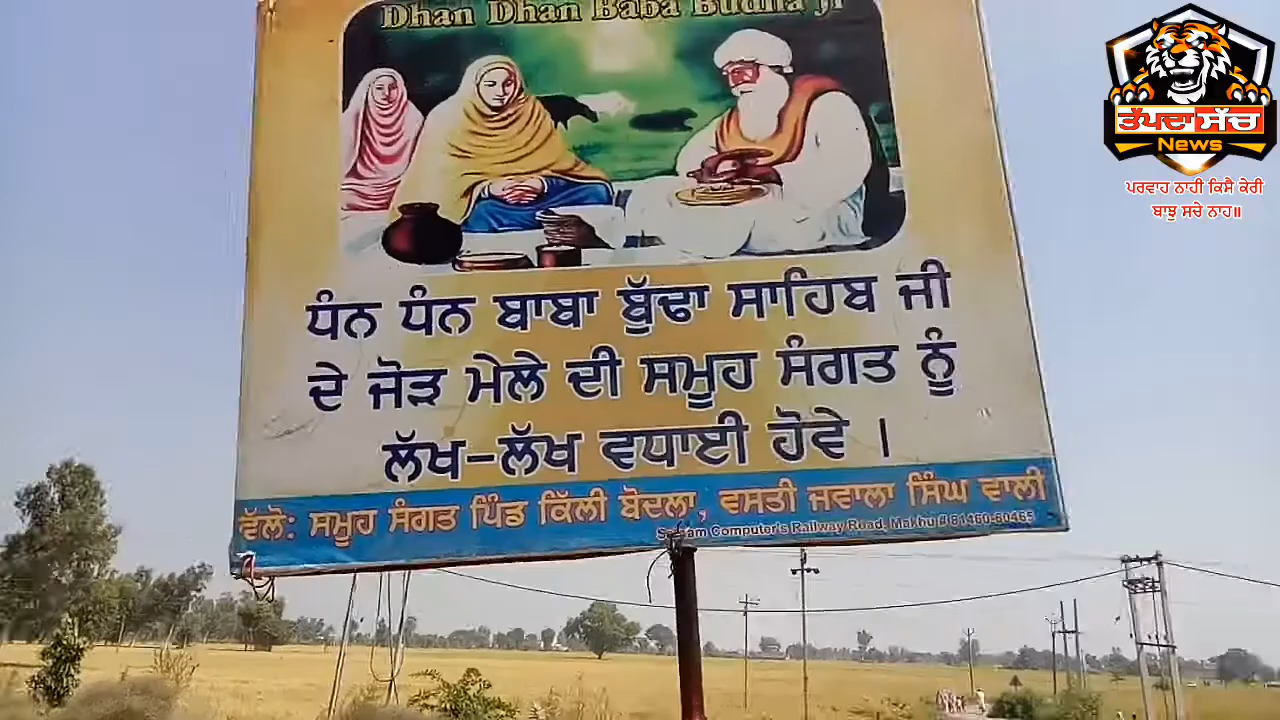 Dhan Dhan Baba Budha ji
ਤੱਪਦਾ ਸੱਚ
News
ਪਰਵਾਹ ਨਾਹੀ ਕਿਸੈ ਕੇਰੀ
ਬਾਝੁ ਸਚੇ ਨਾਹ॥
ਧੰਨ ਧੰਨ ਬਾਬਾ ਬੁੱਢਾ ਸਾਹਿਬ ਜੀ
ਦੇ ਜੋੜ ਮੇਲੇ ਦੀ ਸਮੂਹ ਸੰਗਤ ਨੂੰ
ਲੱਖ-ਲੱਖ ਵਧਾਈ ਹੋਵੇ ।
ਵੱਲੋ: ਸਮੂਹ ਸੰਗਤ ਪਿੰਡ ਕਿੱਲੀ ਬੋਦਲਾ, ਵਸਤੀ ਜਵਾਲਾ ਸਿੰਘ ਵਾਲੀ
Computer's Railway Road, Makhu #